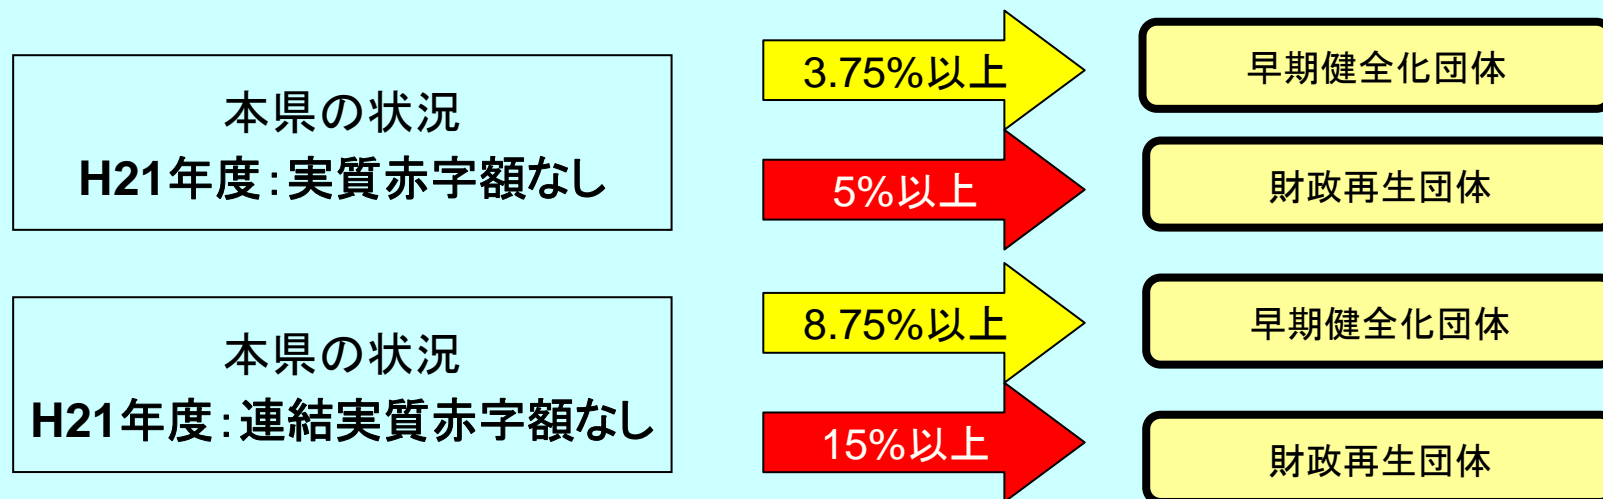 本県の状況
H21年度：実質赤字額なし
3.75%以上
早期健全化団体
5%以上
財政再生団体
本県の状況
H21年度：連結実質赤字額なし
8.75%以上
早期健全化団体
15%以上
財政再生団体